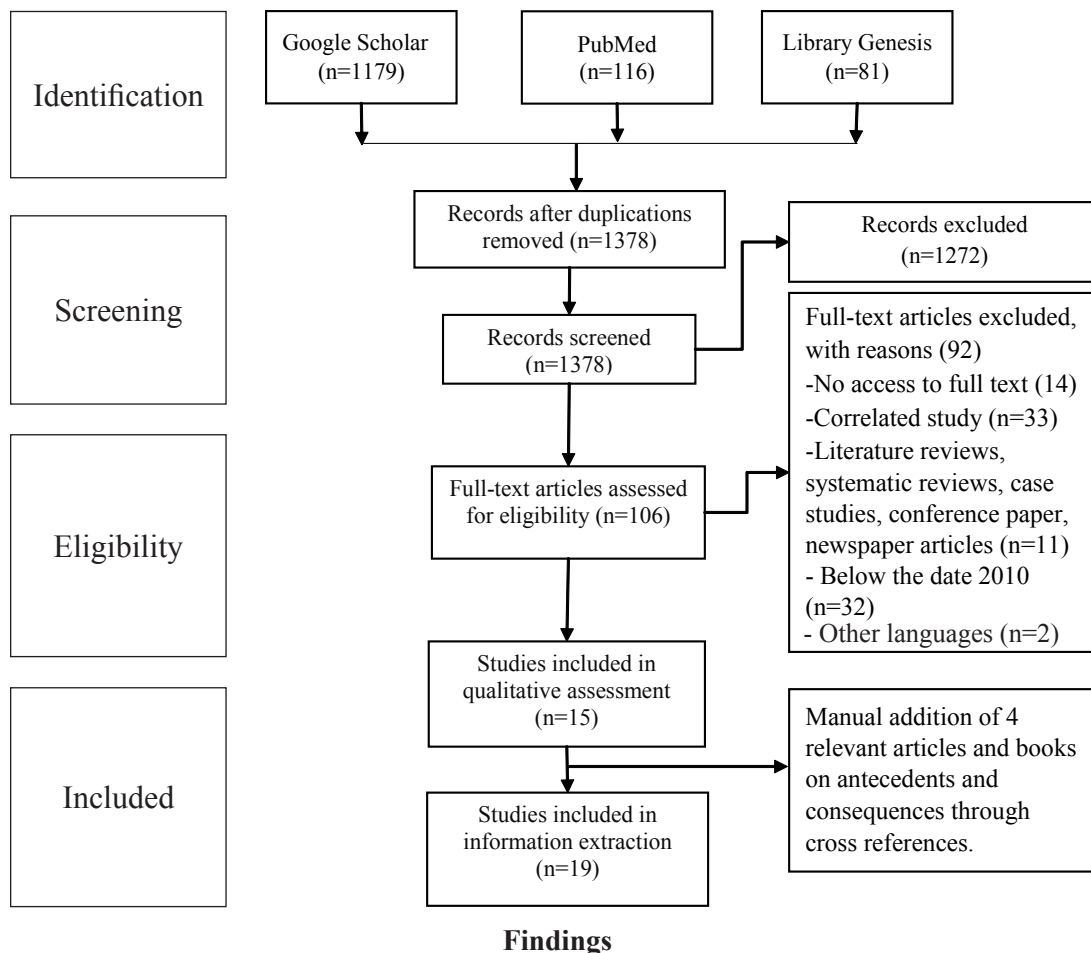 Identification
Google Scholar
(n=1179)
PubMed
(n=116)
Library Genesis
(n=81)
Screening
Records after duplications
removed (n=1378)
Records excluded
(n=1272)
Records screened
(n=1378)
Full-text articles excluded,
with reasons (92)
-No access to full text (14)
-Correlated study (n=33)
-Literature reviews,
systematic reviews, case
studies, conference paper,
newspaper articles (n=11)
- Below the date 2010
(n=32)
- Other languages (n=2)
Eligibility
Full-text articles assessed
for eligibility (n=106)
Studies included in
qualitative assessment
(n=15)
Included
Manual addition of 4
relevant articles and books
on antecedents and
consequences through
cross references.
Studies included in
information extraction
(n=19)
Findings